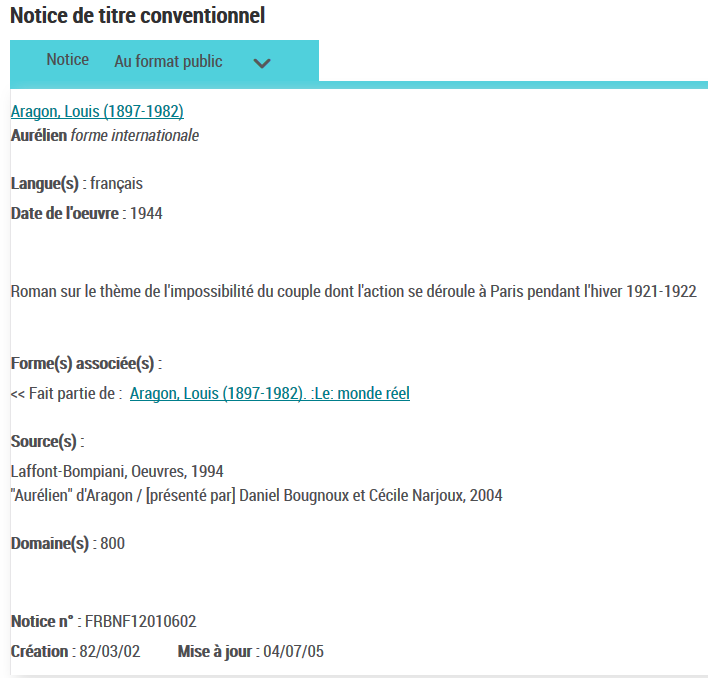 Notice de titre conventionnel
Notice Au format public
Aragon, Louis (1897-1982)
Aurélien forme internationale
Langue(s) : français
Date de l'oeuvre : 1944
Roman sur le thème de l'impossibilité du couple dont l'action se déroule à Paris pendant l'hiver 1921-1922
Forme(s) associée(s) :
<< Fait partie de : Aragon, Louis (1897-1982). :Le: monde réel
Source(s) :
Laffont-Bompiani, Oeuvres, 1994
"Aurélien" d'Aragon / [présenté par] Daniel Bougnoux et Cécile Narjoux, 2004
Domaine(s) : 800
Notice n° : FRBNF12010602
Création : 82/03/02 Mise à jour : 04/07/05